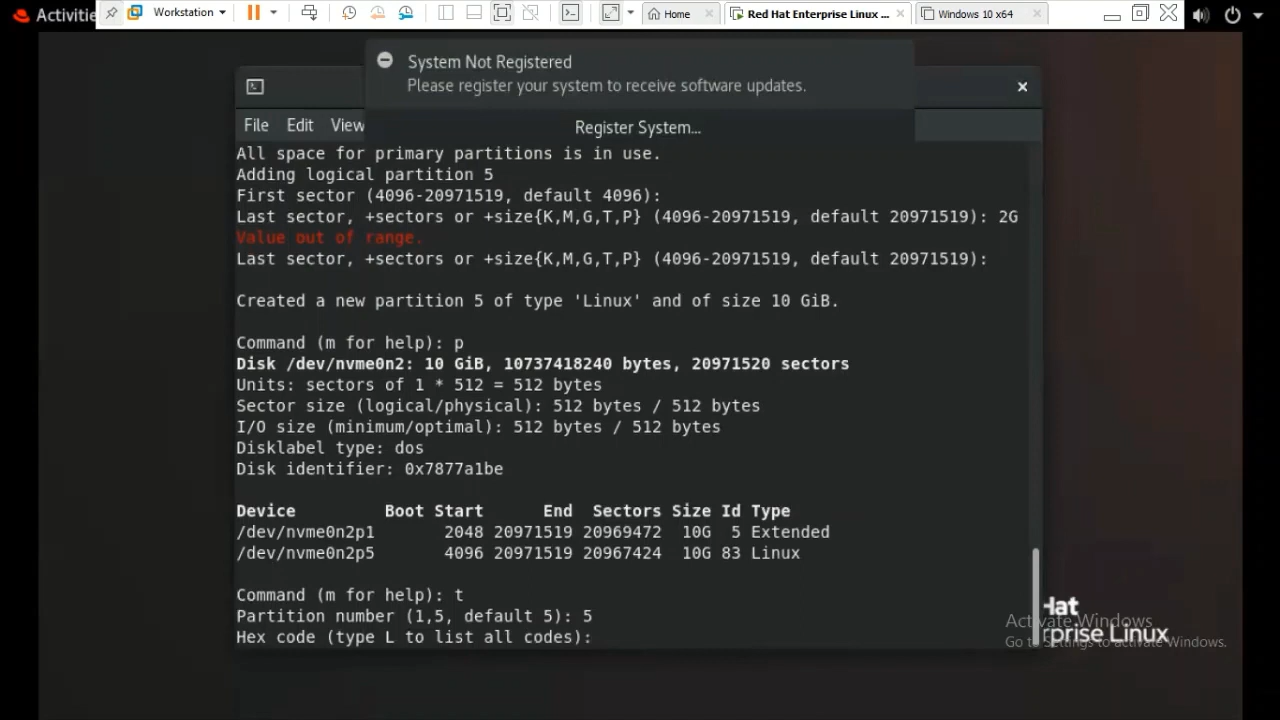 Activities
Workstation
Home
Red Hat Enterprise Linux ...
Windows 10 x64
System Not Registered
Please register your system to receive software updates.
Register System...
File Edit View
All space for primary partitions is in use.
Adding logical partition 5
First sector (4096-20971519, default 4096):
Last sector, +sectors or +size{K,M,G,T,P} (4096-20971519, default 20971519): 2G
Value out of range.
Last sector, +sectors or +size{K,M,G,T,P} (4096-20971519, default 20971519):
Created a new partition 5 of type 'Linux' and of size 10 GiB.
Command (m for help): p
Disk /dev/nvme0n2: 10 GiB, 10737418240 bytes, 20971520 sectors
Units: sectors of 1 * 512 = 512 bytes
Sector size (logical/physical): 512 bytes / 512 bytes
I/O size (minimum/optimal): 512 bytes / 512 bytes
Disklabel type: dos
Disk identifier: 0x7877a1be
Device Boot Start End Sectors Size Id Type
/dev/nvme0n2p1 2048 20971519 20969472 10G 5 Extended
/dev/nvme0n2p5 4096 20971519 20967424 10G 83 Linux
Command (m for help): t
Partition number (1,5, default 5): 5
Hex code (type L to list all codes):
Hat
rprise Linux
Activate Windows
Go to Settings to activate Windows.